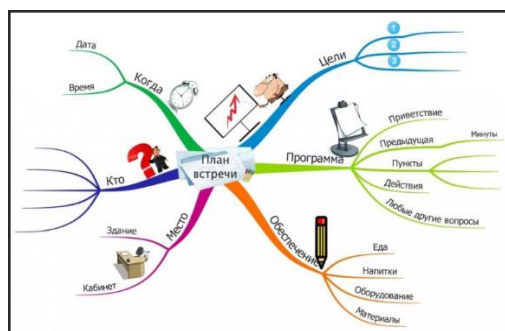 План
встречи
Цели
1
2
3
Программа
Приветствие
Предыдущая
Минуты
Пункты
Действия
Любые другие вопросы
Обеспечение
Еда
Напитки
Оборудование
Материалы
Место
Здание
Кабинет
Кто
Когда
Дата
Время